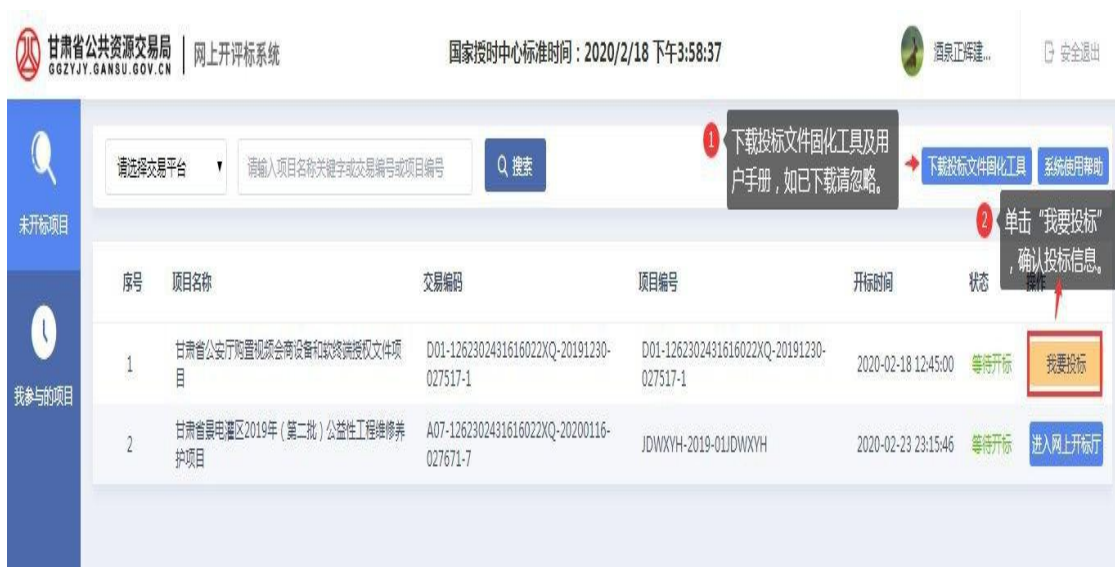 甘肃省公共资源交易局
GGZYJY.GANSU.GOV.CN
网上开评标系统
国家授时中心标准时间：2020/2/18 下午3:58:37
酒泉正辉建...
安全退出
未开标项目
我参与的项目
请选择交易平台
请输入项目名称关键字或交易编号或项目编号
搜索
1
下载投标文件固化工具及用
户手册，如已下载请忽略。
下载投标文件固化工具
系统使用帮助
2
单击“我要投标”
，确认投标信息。
序号 项目名称 交易编码 项目编号 开标时间 状态 操作
1
甘肃省公安厅购置视频会商设备和软终端授权文件项
目
D01-1262302431616022XQ-20191230-
027517-1
D01-1262302431616022XQ-20191230-
027517-1
2020-02-18 12:45:00
等待开标
我要投标
2
甘肃省景电灌区2019年（第二批）公益性工程维修养
护项目
A07-1262302431616022XQ-20200116-
027671-7
JDWXYH-2019-01JDWXYH
2020-02-23 23:15:46
等待开标
进入网上开标厅